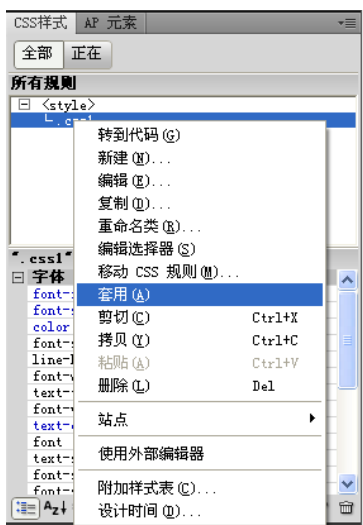 CSS样式 AP 元素
全部 正在
所有规则
<style>
转到代码(G)
新建(N)...
编辑(E)...
复制(D)...
重命名类(R)...
编辑选择器(S)
移动 CSS 规则(M)...
套用(A)
剪切(C) Ctrl+X
拷贝(Y) Ctrl+C
粘贴(A) Ctrl+V
删除(L) Del
站点
使用外部编辑器
附加样式表(C)...
设计时间(D)...
".css1"
字体
color
font
Az↓